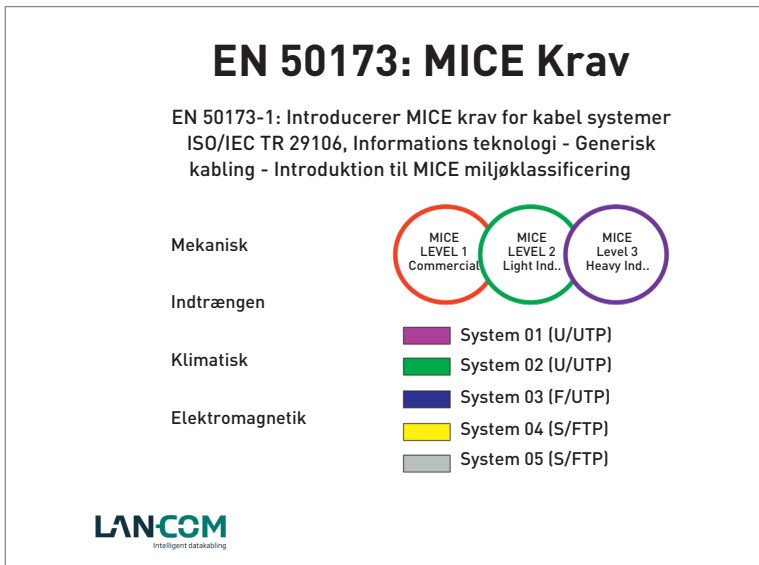 EN 50173: MICE Krav
EN 50173-1: Introducerer MICE krav for kabel systemer
ISO/IEC TR 29106, Informations teknologi - Generisk
kabling - Introduktion til MICE miljøklassificering
Mekanisk
Indtrængen
Klimatisk
Elektromagnetik
MICE
LEVEL 1
Commercial
MICE
LEVEL 2
Light Ind..
MICE
Level 3
Heavy Ind..
System 01 (U/UTP)
System 02 (U/UTP)
System 03 (F/UTP)
System 04 (S/FTP)
System 05 (S/FTP)
LAN-COM
Intelligent datakabling